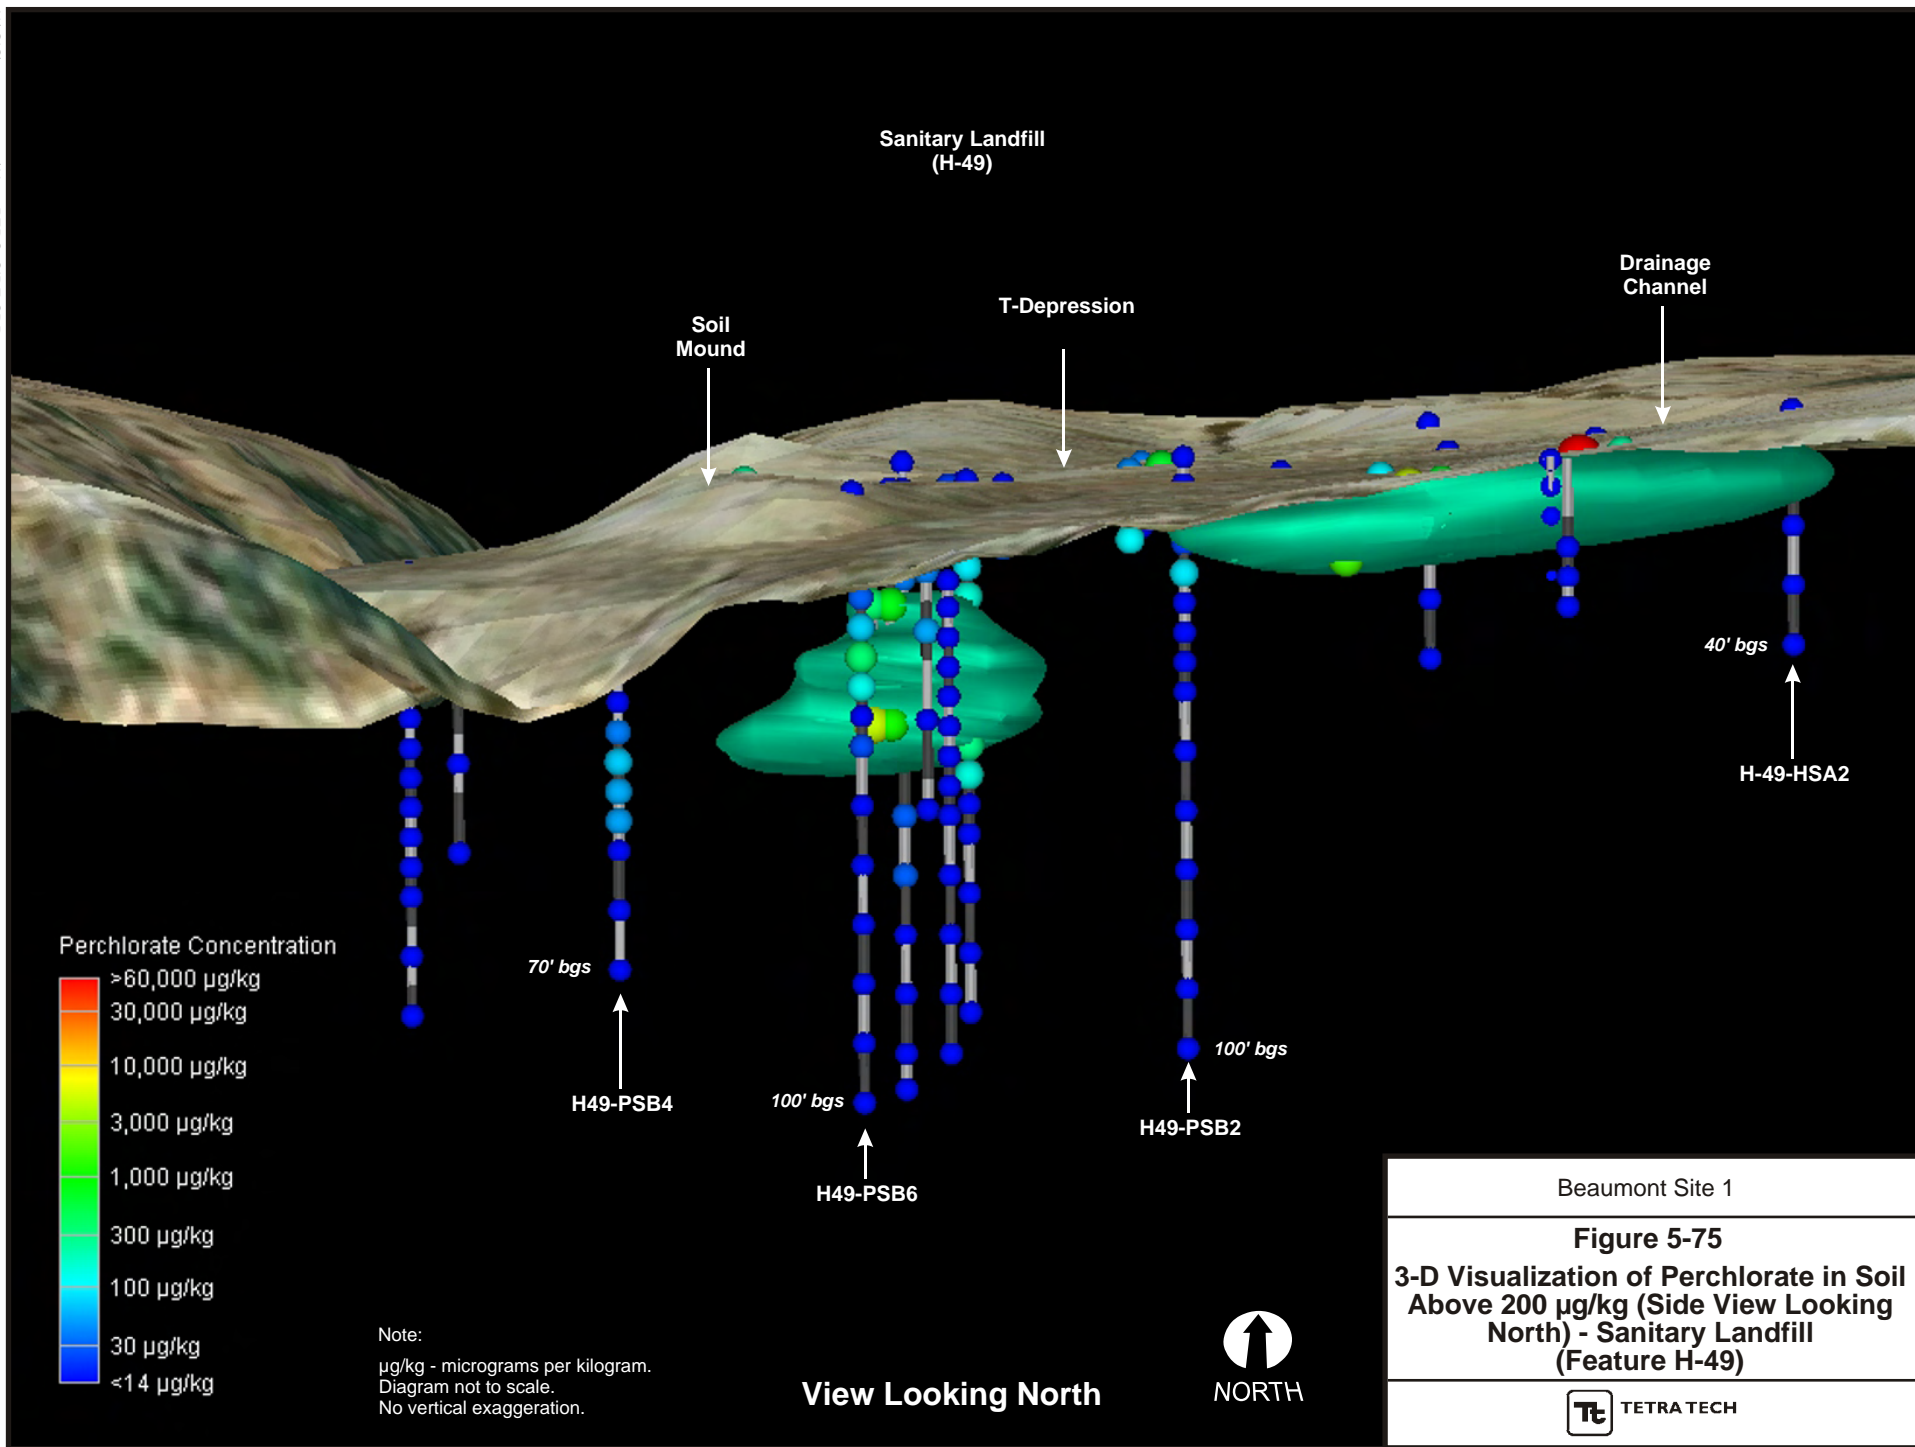 Sanitary Landfill
(H-49)
Drainage
Channel
T-Depression
Soil
Mound
40' bgs
H-49-HSA2
70' bgs
H49-PSB4
100' bgs
H49-PSB6
100' bgs
H49-PSB2
Perchlorate Concentration
>60,000 µg/kg
30,000 µg/kg
10,000 µg/kg
3,000 µg/kg
1,000 µg/kg
300 µg/kg
100 µg/kg
30 µg/kg
<14 µg/kg
Note:
µg/kg - micrograms per kilogram.
Diagram not to scale.
No vertical exaggeration.
View Looking North
NORTH
Beaumont Site 1
Figure 5-75
3-D Visualization of Perchlorate in Soil
Above 200 µg/kg (Side View Looking
North) - Sanitary Landfill
(Feature H-49)
Tt TETRA TECH